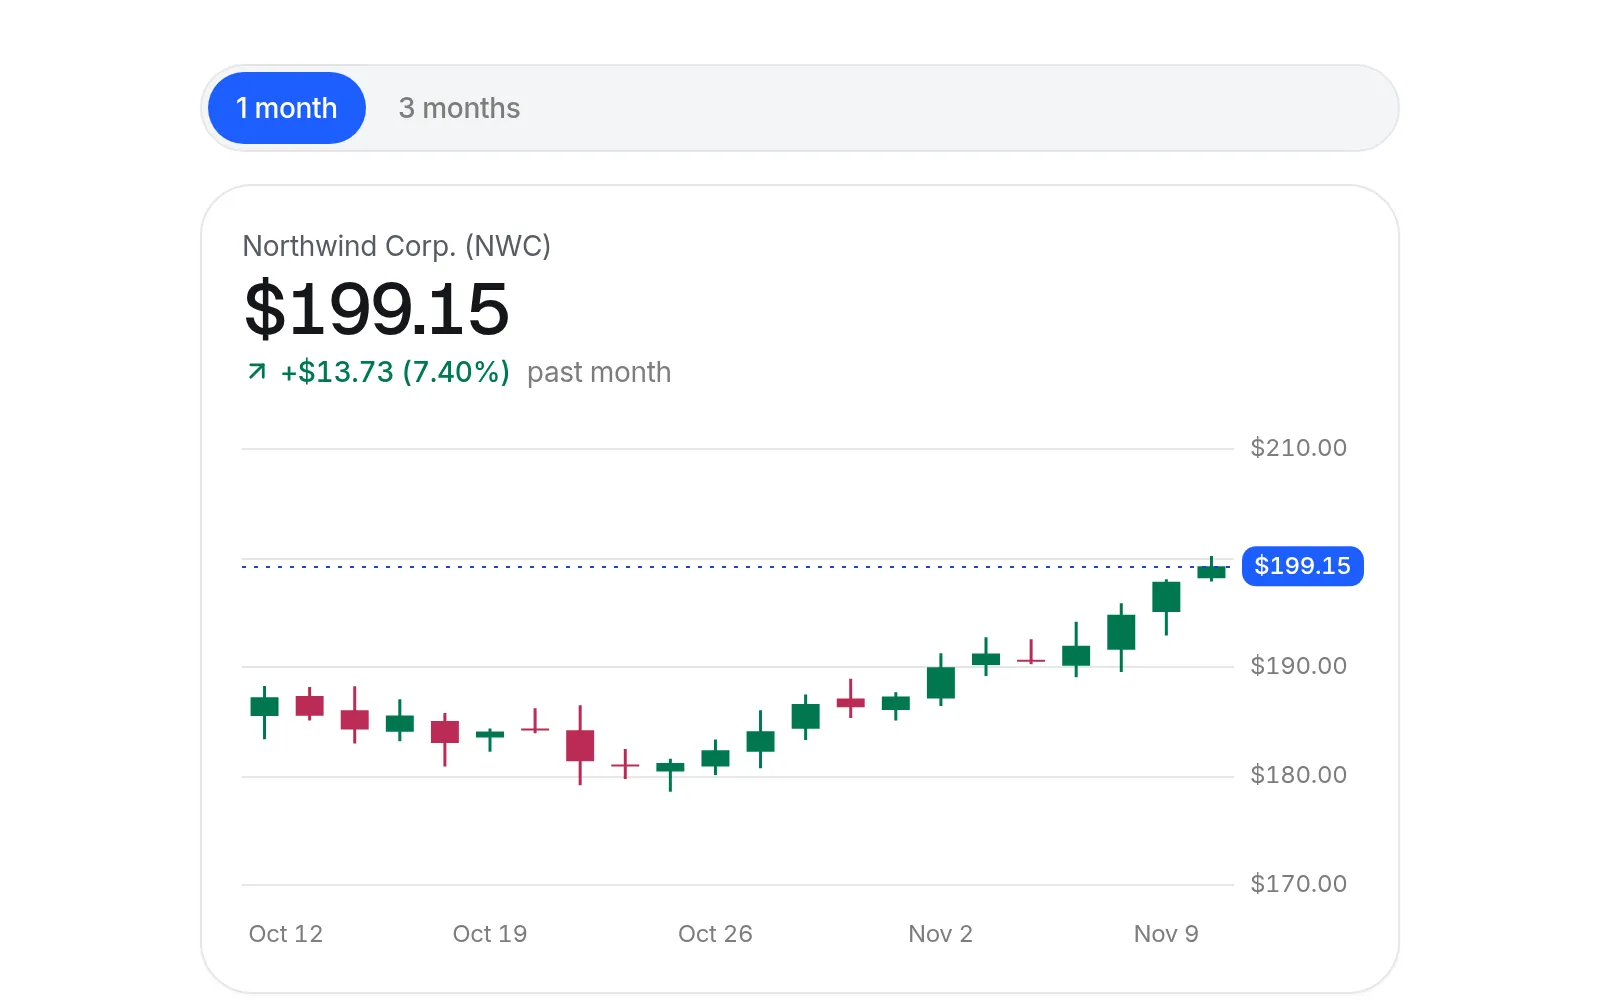 1 month 3 months
Northwind Corp. (NWC)
$199.15
+$13.73 (7.40%) past month
$210.00
$199.15
$190.00
$180.00
$170.00
Oct 12 Oct 19 Oct 26 Nov 2 Nov 9